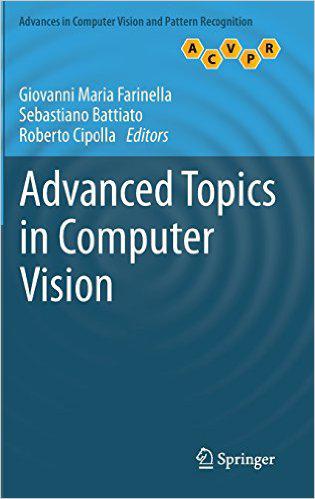 Advances in Computer Vision and Pattern Recognition
ACVPR
Giovanni Maria Farinella
Sebastiano Battiato
Roberto Cipolla Editors
Advanced Topics
in Computer
Vision
Springer